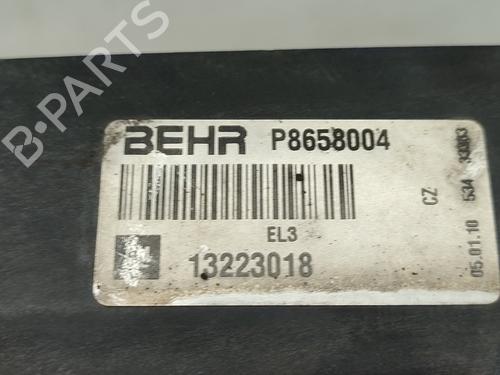 BEHR P8658004
EL3
13223018
CZ
05.01.10 534
B-PARTS